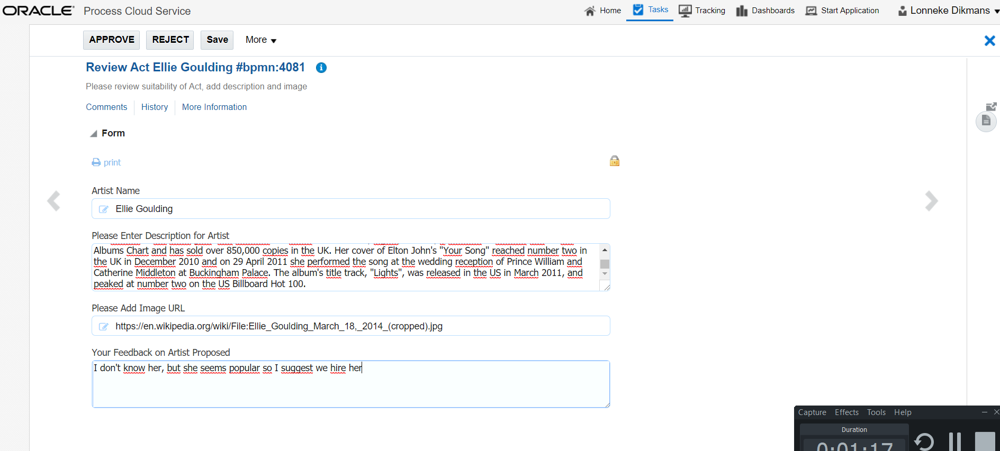 ORACLE Process Cloud Service
Home Tasks Tracking Dashboards Start Application Lonneke Dikmans
APPROVE REJECT Save More
Review Act Ellie Goulding #bpmn:4081
Please review suitability of Act, add description and image
Comments History More Information
Form
print
Artist Name
Ellie Goulding
Please Enter Description for Artist
Albums Chart and has sold over 850,000 copies in the UK. Her cover of Elton John's "Your Song" reached number two in
the UK in December 2010 and on 29 April 2011 she performed the song at the wedding reception of Prince William and
Catherine Middleton at Buckingham Palace. The album's title track, "Lights", was released in the US in March 2011, and
peaked at number two on the US Billboard Hot 100.
Please Add Image URL
https://en.wikipedia.org/wiki/File:Ellie_Goulding_March_18,_2014_(cropped).jpg
Your Feedback on Artist Proposed
I don't know her, but she seems popular so I suggest we hire her
Capture Effects Tools Help
Duration
0:01:17